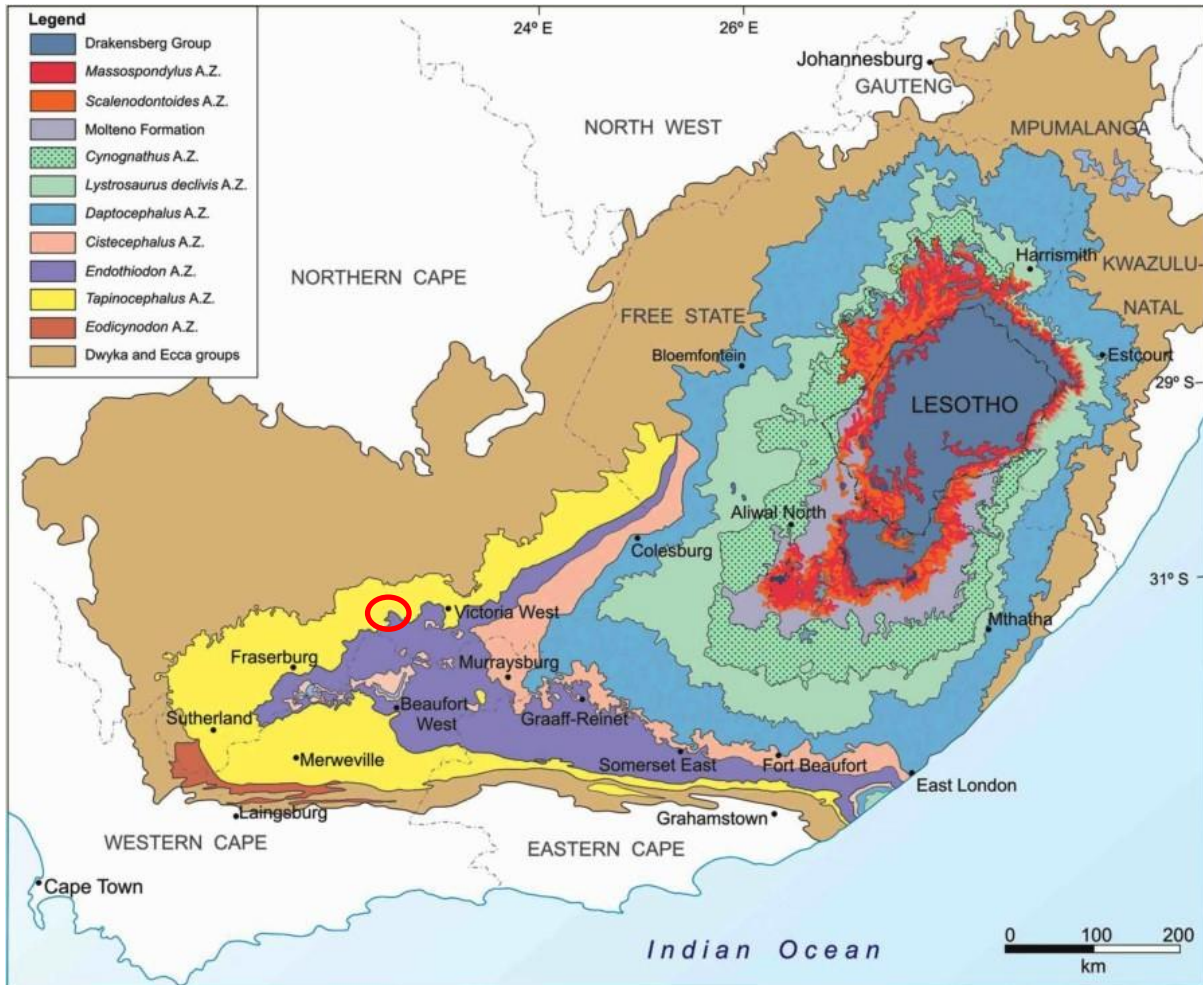 Legend
Drakensberg Group
Massospondylus A.Z.
Scalenodontoides A.Z.
Molteno Formation
Cynognathus A.Z.
Lystrosaurus declivis A.Z.
Daptocephalus A.Z.
Cistecephalus A.Z.
Endothiodon A.Z.
Tapinocephalus A.Z.
Eodicynodon A.Z.
Dwyka and Ecca groups
24º E
26º E
Johannesburg
GAUTENG
NORTH WEST
MPUMALANGA
NORTHERN CAPE
Harrismith
KWAZULU-
NATAL
FREE STATE
Bloemfontein
Estcourt
29º S
LESOTHO
Aliwal North
Colesburg
31º S
Victoria West
Mthatha
Fraserburg
Murraysburg
Sutherland
Beaufort
West
Graaff-Reinet
Merweville
Somerset East
Fort Beaufort
East London
Laingsburg
Grahamstown
WESTERN CAPE
EASTERN CAPE
Cape Town
Indian Ocean
0 100 200
km